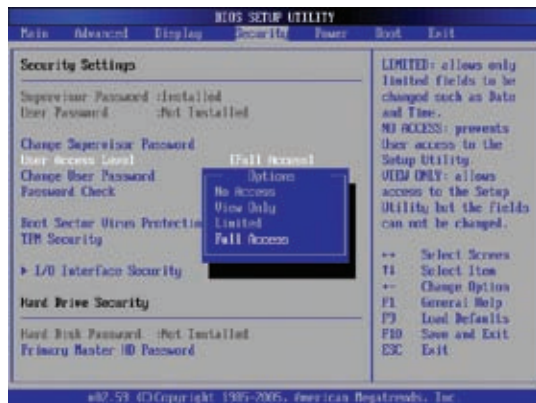 BIOS SETUP UTILITY
Main Advanced Display Security Power Boot Exit
Security Settings
Supervisor Password :Installed
User Password :Not Installed
Change Supervisor Password
User Access Level [Full Access]
Change User Password
Password Check
Boot Sector Virus Protectio
TPM Security
I/O Interface Security
Hard Drive Security
Hard Disk Password :Not Installed
Primary Master HD Password
Options
No Access
View Only
Limited
Full Access
LIMITED: allows only
limited fields to be
changed such as Date
and Time.
NO ACCESS: prevents
User access to the
Setup Utility.
VIEW ONLY: allows
access to the Setup
Utility but the fields
can not be changed.
↔ Select Screen
↑↓ Select Item
+- Change Option
F1 General Help
F9 Load Defaults
F10 Save and Exit
ESC Exit
v02.59 (C)Copyright 1985-2005, American Megatrends, Inc